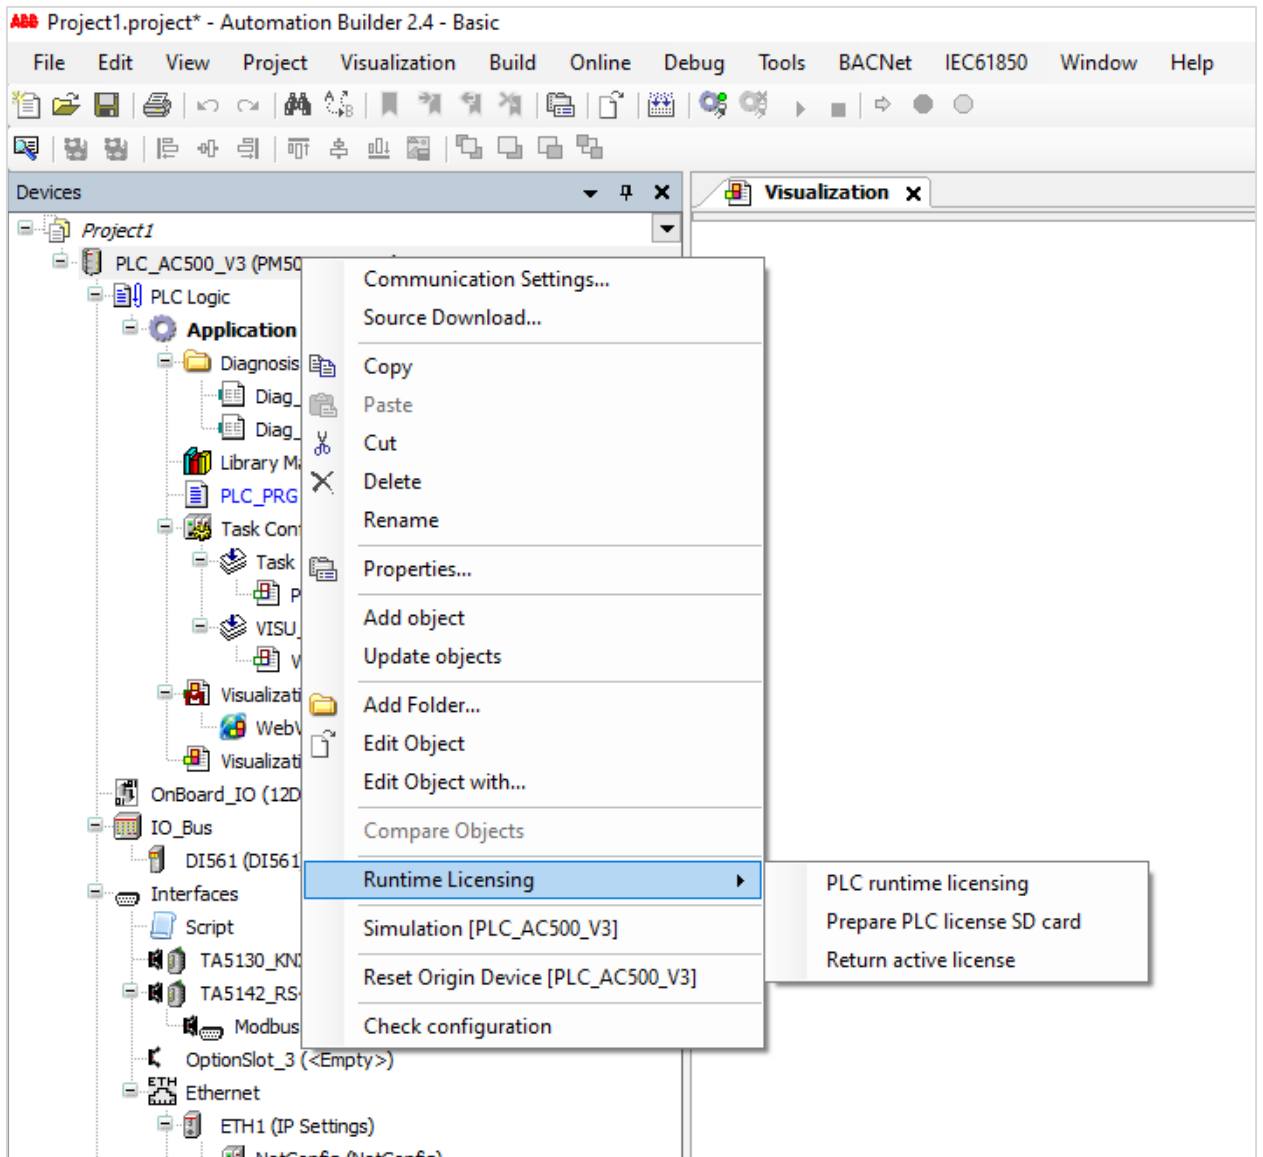 ABB Project1.project* - Automation Builder 2.4 - Basic
File Edit View Project Visualization Build Online Debug Tools BACNet IEC61850 Window Help
Devices
Visualization
Project1
PLC_AC500_V3 (PM50
PLC Logic
Application
Diagnosis
Diag_
Diag_
Library Ma
PLC_PRG
Task Con
Task
P
VISU_
Visualizati
WebV
Visualizati
OnBoard_IO (12D
IO_Bus
DI561 (DI561
Interfaces
Script
TA5130_KN
TA5142_RS
Modbus
OptionSlot_3 (<Empty>)
ETH
Ethernet
ETH1 (IP Settings)
NetConfig (NetConfig)
Communication Settings...
Source Download...
Copy
Paste
Cut
Delete
Rename
Properties...
Add object
Update objects
Add Folder...
Edit Object
Edit Object with...
Compare Objects
Runtime Licensing
Simulation [PLC_AC500_V3]
Reset Origin Device [PLC_AC500_V3]
Check configuration
PLC runtime licensing
Prepare PLC license SD card
Return active license